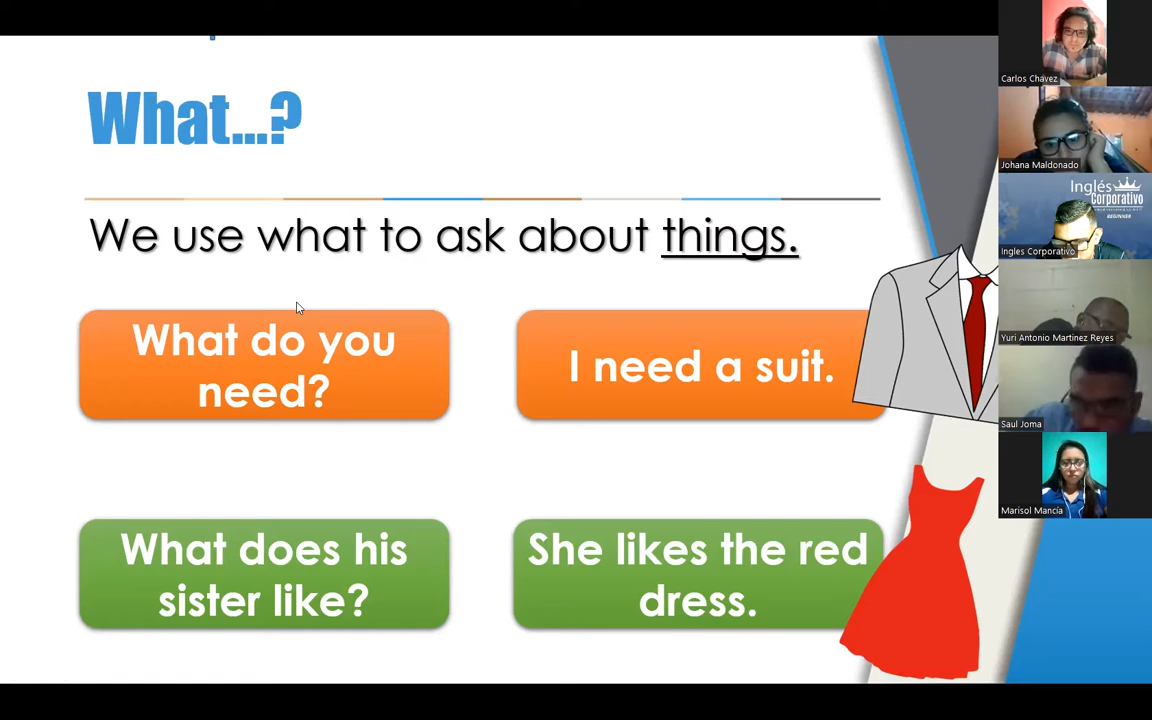 What...?
We use what to ask about things.
What do you
need?
I need a suit.
What does his
sister like?
She likes the red
dress.
Carlos Chavez
Johana Maldonado
Inglés
Corporativo
BEGINNER
Ingles Corporativo
Yuri Antonio Martinez Reyes
Saul Joma
Marisol Mancía